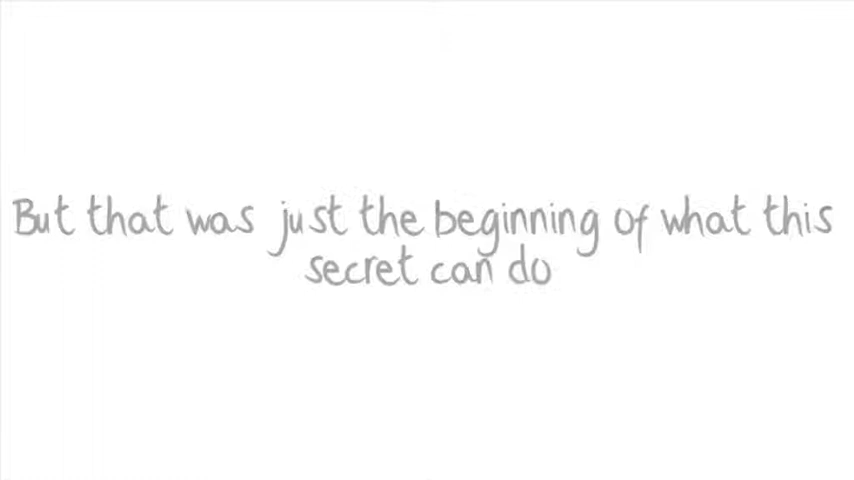 But that was just the beginning of what this
secret can do